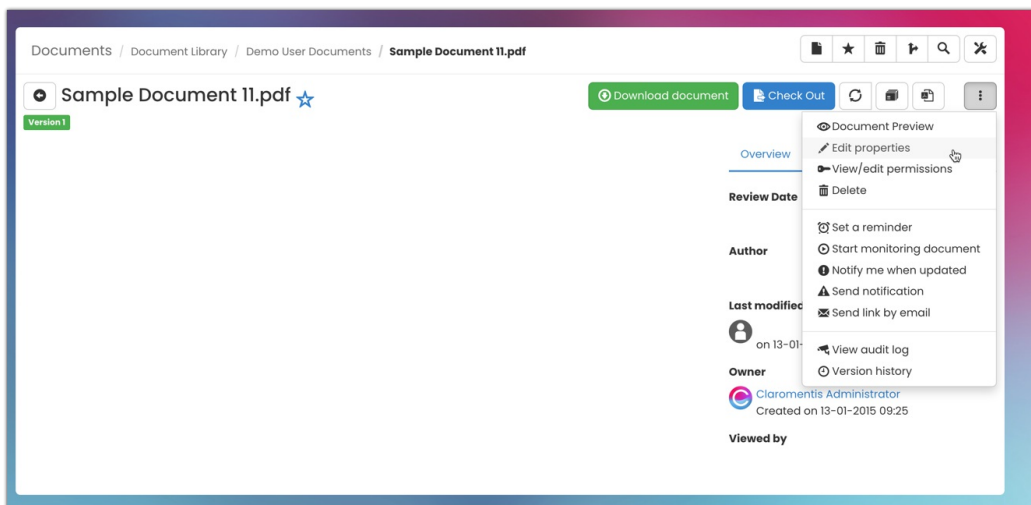 Documents / Document Library / Demo User Documents / Sample Document 11.pdf
Sample Document 11.pdf
Download document
Check Out
Version 1
Document Preview
Edit properties
View/edit permissions
Delete
Set a reminder
Start monitoring document
Notify me when updated
Send notification
Send link by email
View audit log
Version history
Overview
Review Date
Author
Last modified
on 13-01-
Owner
Claromentis Administrator
Created on 13-01-2015 09:25
Viewed by